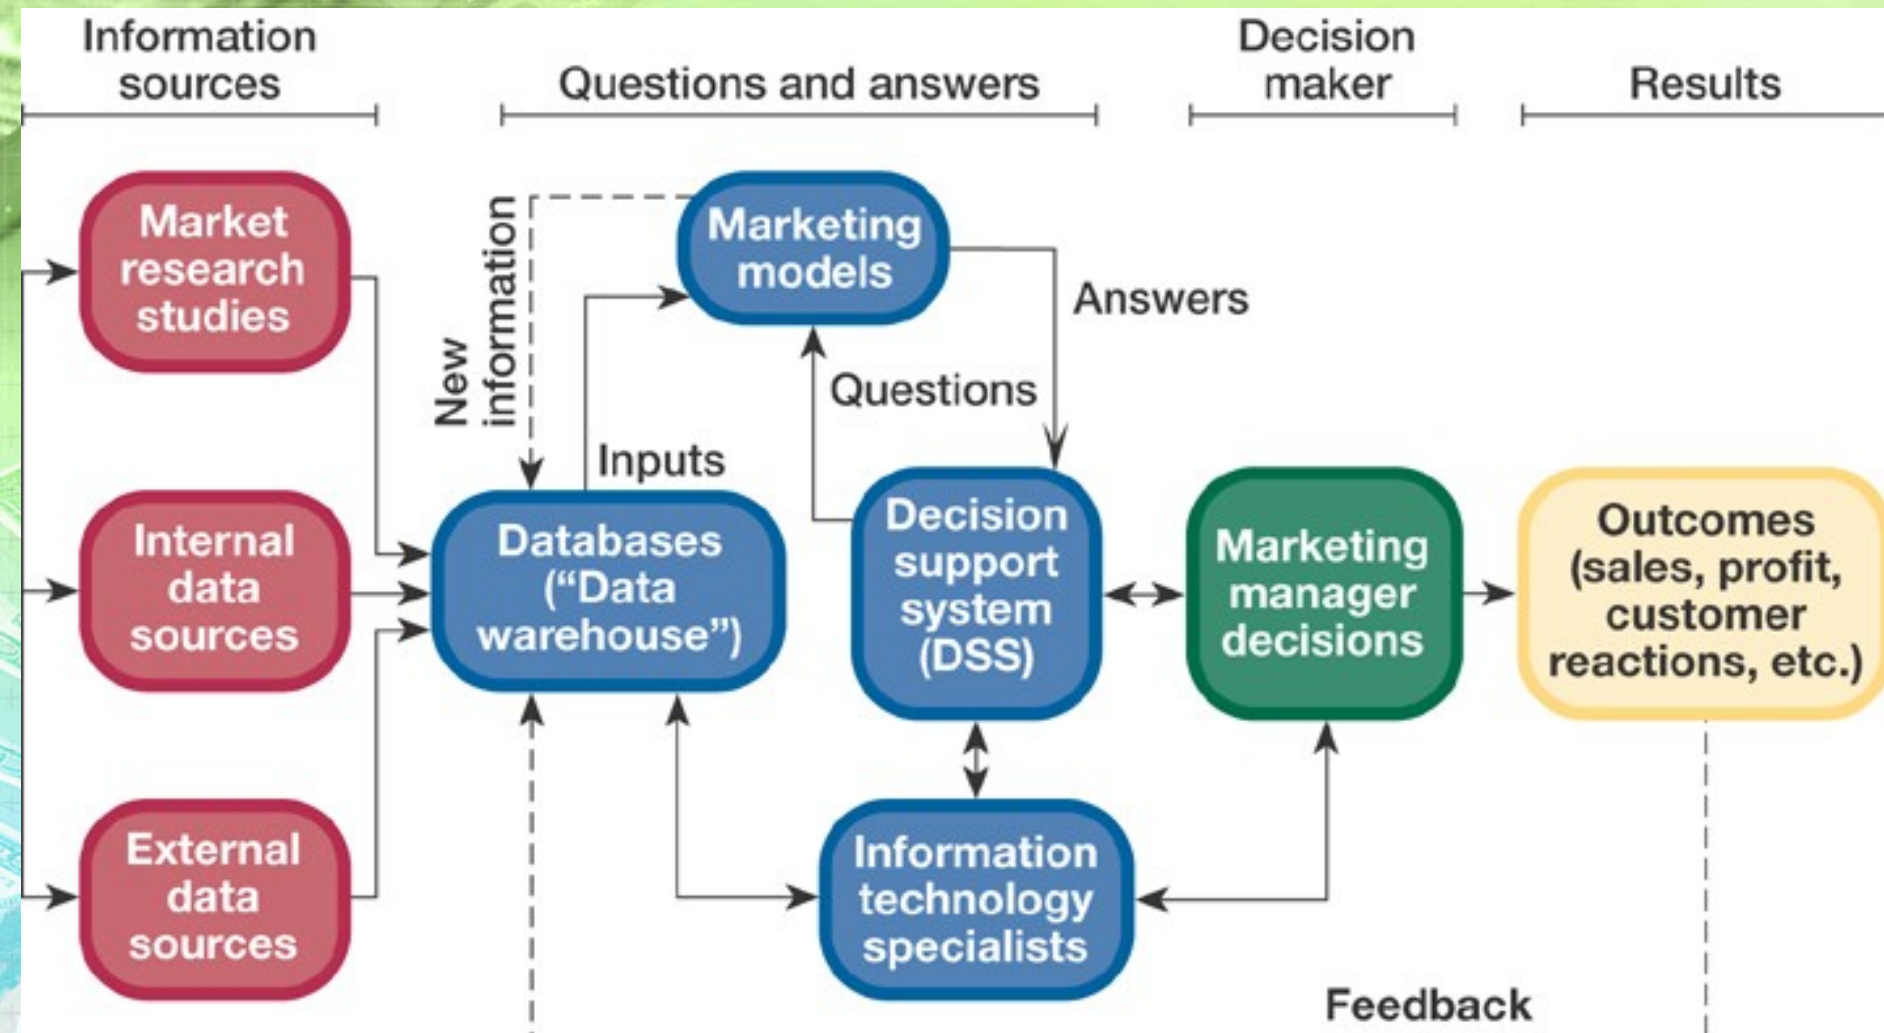 Information
sources
Questions and answers
Decision
maker
Results
Market
research
studies
New
information
Marketing
models
Answers
Questions
Inputs
Internal
data
sources
Databases
(“Data
warehouse”)
Decision
support
system
(DSS)
Marketing
manager
decisions
Outcomes
(sales, profit,
customer
reactions, etc.)
External
data
sources
Information
technology
specialists
Feedback